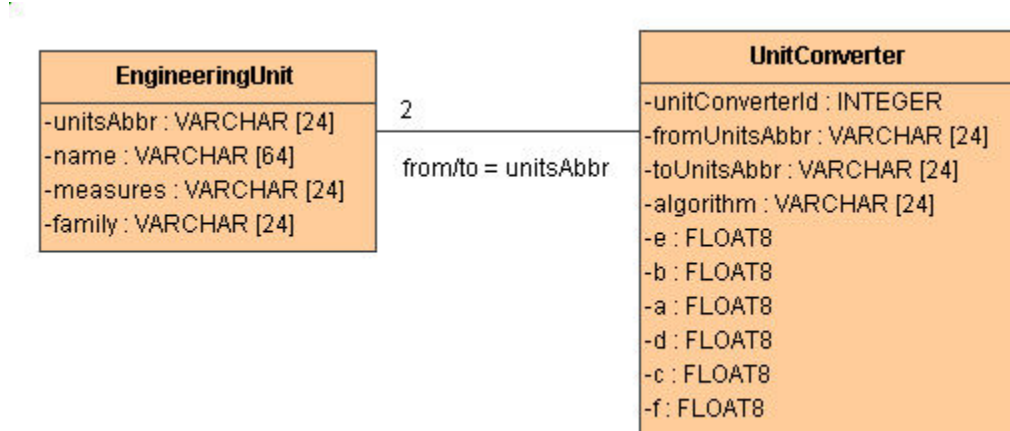 EngineeringUnit
-unitsAbbr : VARCHAR [24]
-name : VARCHAR [64]
-measures : VARCHAR [24]
-family : VARCHAR [24]
2
from/to = unitsAbbr
UnitConverter
-unitConverterId : INTEGER
-fromUnitsAbbr : VARCHAR [24]
-toUnitsAbbr : VARCHAR [24]
-algorithm : VARCHAR [24]
-e : FLOAT8
-b : FLOAT8
-a : FLOAT8
-d : FLOAT8
-c : FLOAT8
-f : FLOAT8